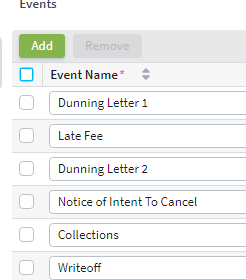 Events
Add Remove
Event Name*
Dunning Letter 1
Late Fee
Dunning Letter 2
Notice of Intent To Cancel
Collections
Writeoff